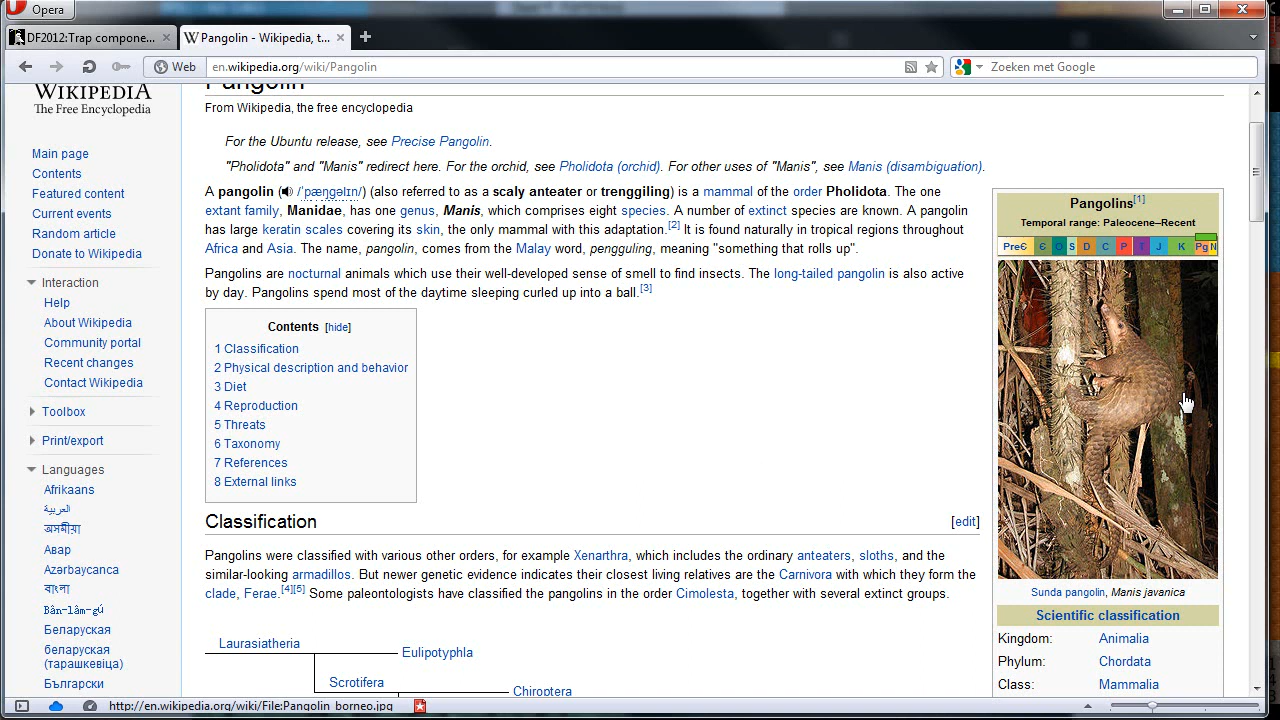 Opera
DF2012:Trap compone...
Pangolin - Wikipedia, t...
Web
en.wikipedia.org/wiki/Pangolin
Zoeken met Google
WIKIPEDIA
The Free Encyclopedia
Main page
Contents
Featured content
Current events
Random article
Donate to Wikipedia
Interaction
Help
About Wikipedia
Community portal
Recent changes
Contact Wikipedia
Toolbox
Print/export
Languages
Afrikaans
العربية
অসমীয়া
Авар
Azərbaycanca
বাংলা
Bân-lâm-gú
Беларуская
беларуская
(тарашкевіца)
Български
Pangolin
From Wikipedia, the free encyclopedia
For the Ubuntu release, see Precise Pangolin.
"Pholidota" and "Manis" redirect here. For the orchid, see Pholidota (orchid). For other uses of "Manis", see Manis (disambiguation).
A pangolin (/ˈpæŋɡəlɪn/) (also referred to as a scaly anteater or trenggiling) is a mammal of the order Pholidota. The one
extant family, Manidae, has one genus, Manis, which comprises eight species. A number of extinct species are known. A pangolin
has large keratin scales covering its skin, the only mammal with this adaptation.[2] It is found naturally in tropical regions throughout
Africa and Asia. The name, pangolin, comes from the Malay word, pengguling, meaning "something that rolls up".
Pangolins are nocturnal animals which use their well-developed sense of smell to find insects. The long-tailed pangolin is also active
by day. Pangolins spend most of the daytime sleeping curled up into a ball.[3]
Contents [hide]
1 Classification
2 Physical description and behavior
3 Diet
4 Reproduction
5 Threats
6 Taxonomy
7 References
8 External links
Classification
[edit]
Pangolins were classified with various other orders, for example Xenarthra, which includes the ordinary anteaters, sloths, and the
similar-looking armadillos. But newer genetic evidence indicates their closest living relatives are the Carnivora with which they form the
clade, Ferae.[4][5] Some paleontologists have classified the pangolins in the order Cimolesta, together with several extinct groups.
Laurasiatheria
Eulipotyphla
Scrotifera
Chiroptera
Pangolins[1]
Temporal range: Paleocene–Recent
PreЄ Є O S D C P T J K Pg N
Sunda pangolin, Manis javanica
Scientific classification
Kingdom: Animalia
Phylum: Chordata
Class: Mammalia
http://en.wikipedia.org/wiki/File:Pangolin_borneo.jpg